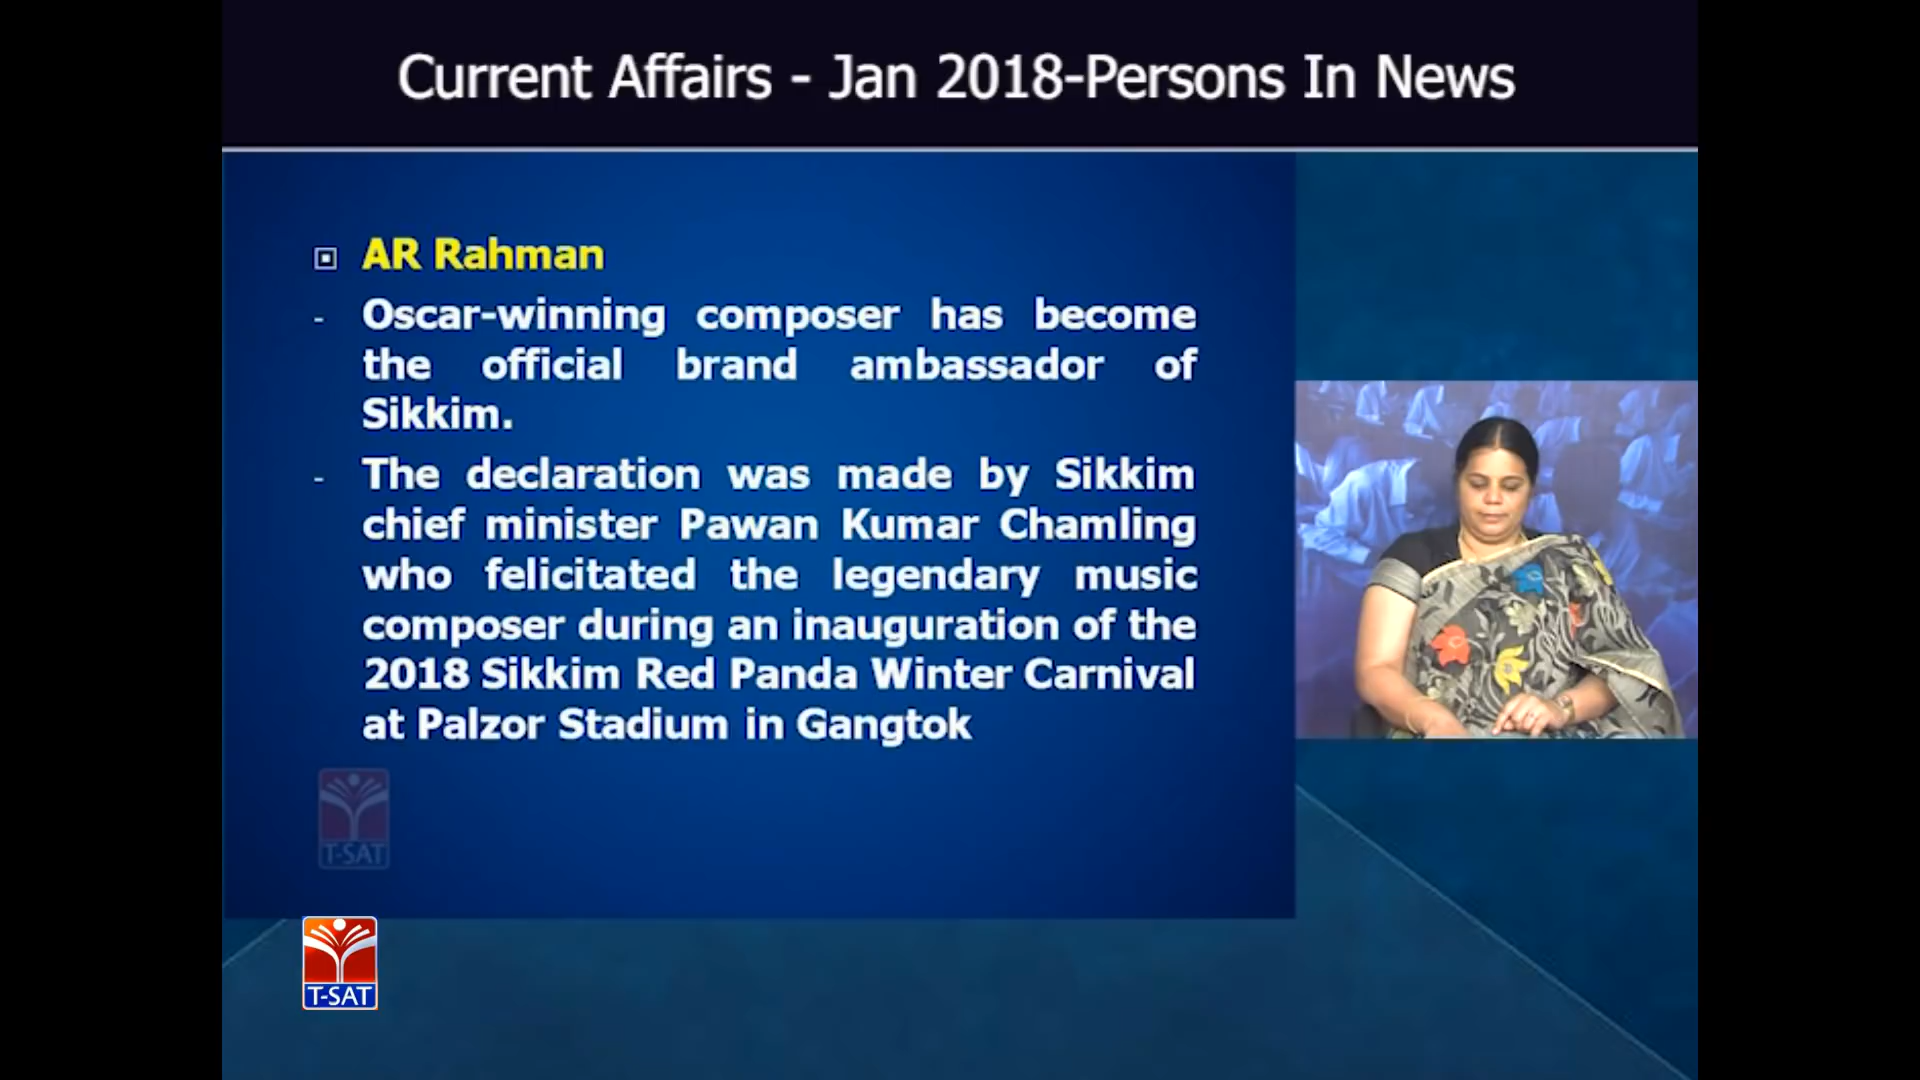 Current Affairs - Jan 2018-Persons In News
AR Rahman
- Oscar-winning composer has become
the official brand ambassador of
Sikkim.
- The declaration was made by Sikkim
chief minister Pawan Kumar Chamling
who felicitated the legendary music
composer during an inauguration of the
2018 Sikkim Red Panda Winter Carnival
at Palzor Stadium in Gangtok
T-SAT
T-SAT